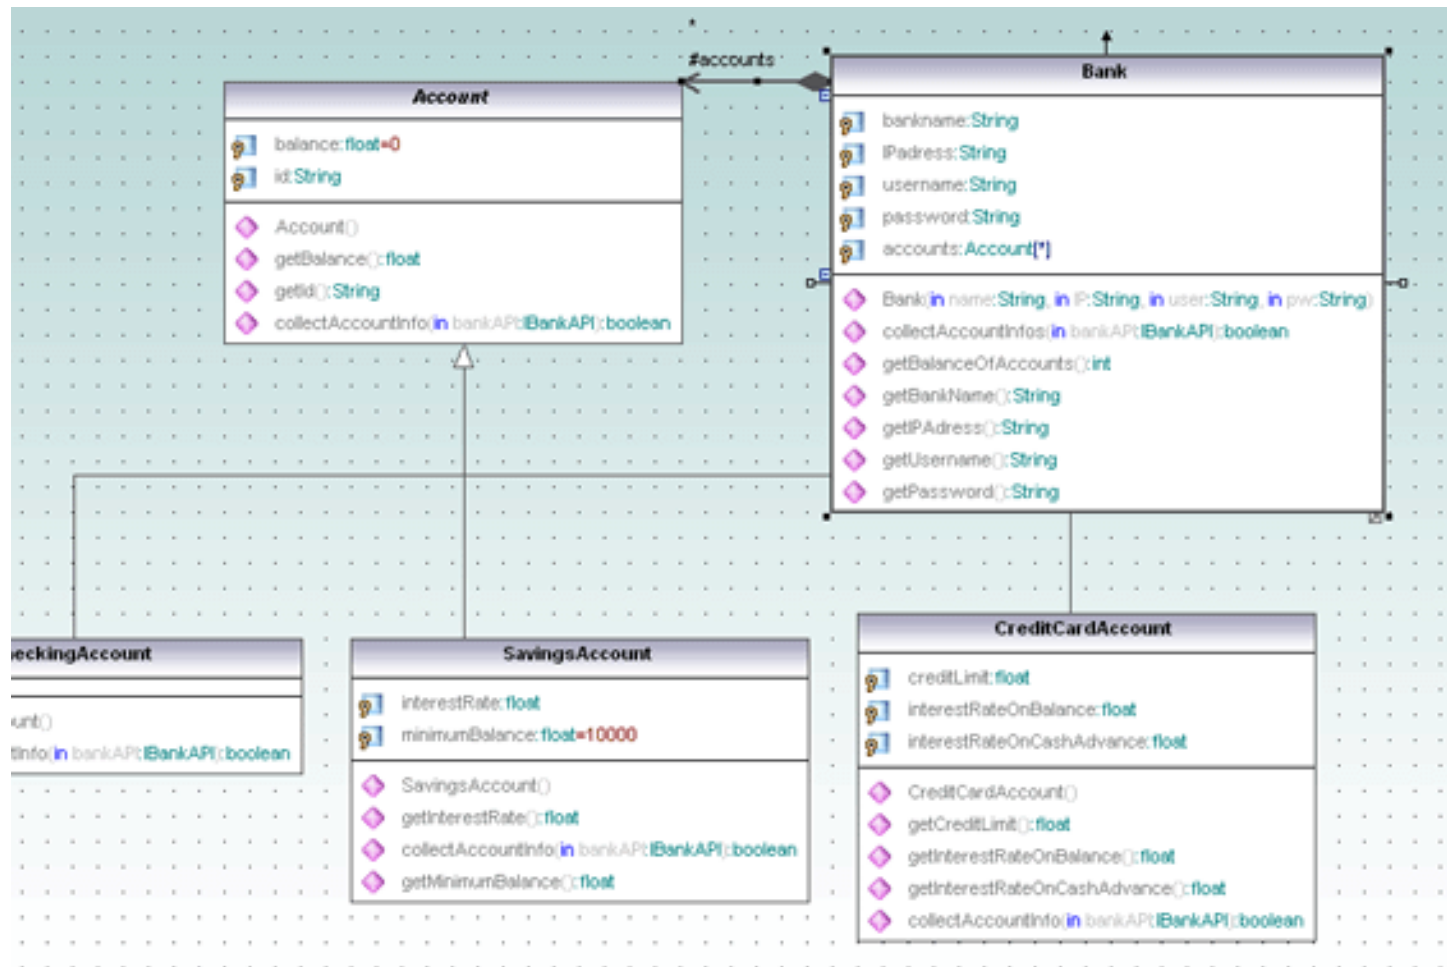 *
#accounts
Account
balance:float=0
id:String
Account()
getBalance():float
getId():String
collectAccountInfo(in bankAPI:IBankAPI):boolean
Bank
bankname:String
IPadress:String
username:String
password:String
accounts:Account[*]
Bank(in name:String, in IP:String, in user:String, in pw:String)
collectAccountInfos(in bankAPI:IBankAPI):boolean
getBalanceOfAccounts():int
getBankName():String
getIPAdress():String
getUsername():String
getPassword():String
eckingAccount
unt()
tInfo(in bankAPI:IBankAPI):boolean
SavingsAccount
interestRate:float
minimumBalance:float=10000
SavingsAccount()
getInterestRate():float
collectAccountInfo(in bankAPI:IBankAPI):boolean
getMinimumBalance():float
CreditCardAccount
creditLimit:float
interestRateOnBalance:float
interestRateOnCashAdvance:float
CreditCardAccount()
getCreditLimit():float
getInterestRateOnBalance():float
getInterestRateOnCashAdvance():float
collectAccountInfo(in bankAPI:IBankAPI):boolean